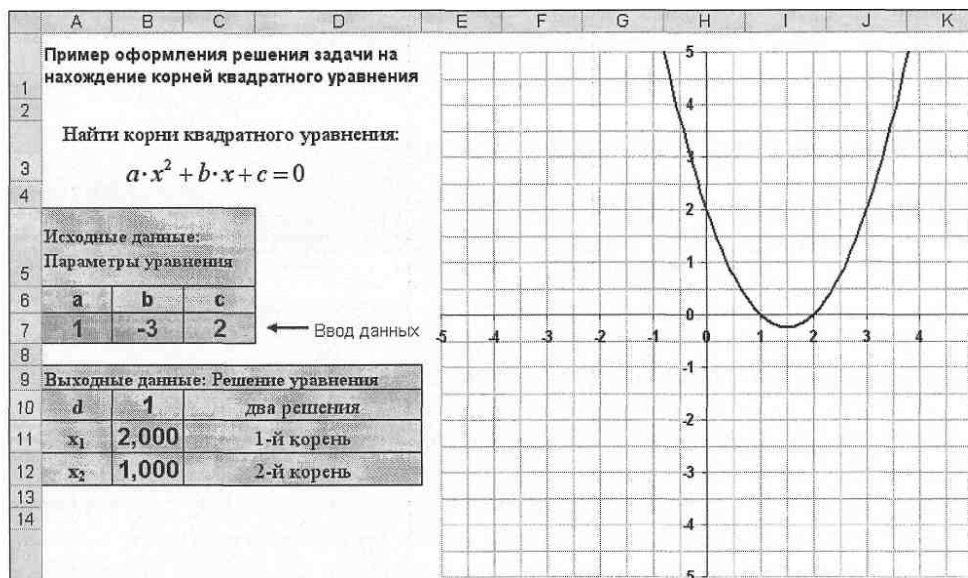 A B C D E F G H I J K
1
Пример оформления решения задачи на
нахождение корней квадратного уравнения
2
3
Найти корни квадратного уравнения:
a·x² + b·x + c = 0
4
5
Исходные данные:
Параметры уравнения
6 a b c
7 1 -3 2 Ввод данных
8
9 Выходные данные: Решение уравнения
10 d 1 два решения
11 x₁ 2,000 1-й корень
12 x₂ 1,000 2-й корень
13
14
5
4
3
2
1
0
-5 -4 -3 -2 -1 0 1 2 3 4
-1
-2
-3
-4
5